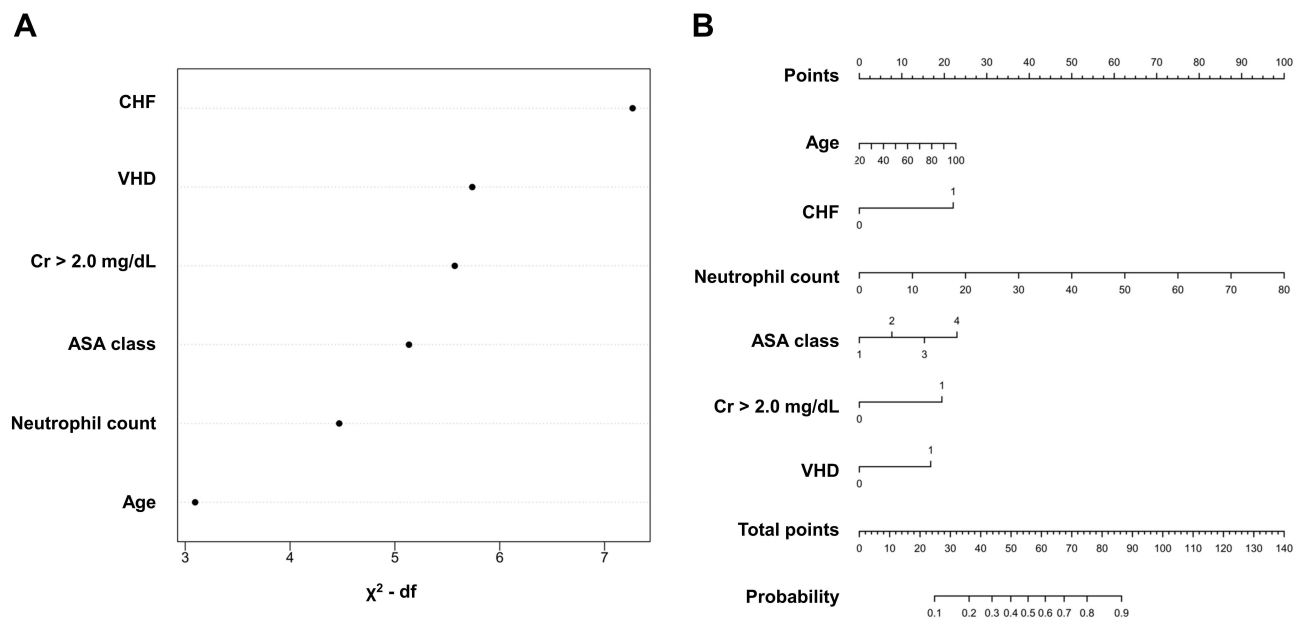 A
CHF
VHD
Cr > 2.0 mg/dL
ASA class
Neutrophil count
Age
3 4 5 6 7
χ² - df
B
Points
0 10 20 30 40 50 60 70 80 90 100
Age
20 40 60 80 100
CHF
1
0
Neutrophil count
0 10 20 30 40 50 60 70 80
ASA class
2 4
1 3
Cr > 2.0 mg/dL
1
0
VHD
1
0
Total points
0 10 20 30 40 50 60 70 80 90 100 110 120 130 140
Probability
0.1 0.2 0.3 0.4 0.5 0.6 0.7 0.8 0.9